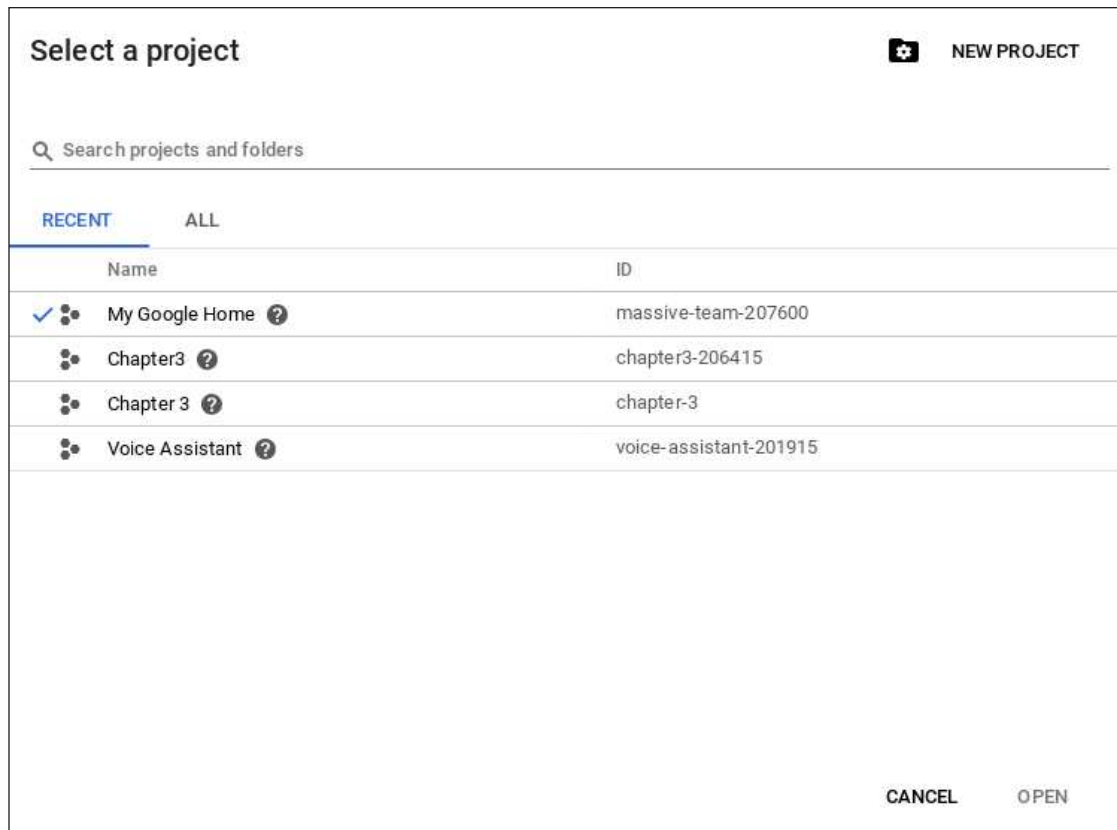 Select a project
NEW PROJECT
Search projects and folders
RECENT ALL
Name ID
My Google Home massive-team-207600
Chapter3 chapter3-206415
Chapter 3 chapter-3
Voice Assistant voice-assistant-201915
CANCEL OPEN